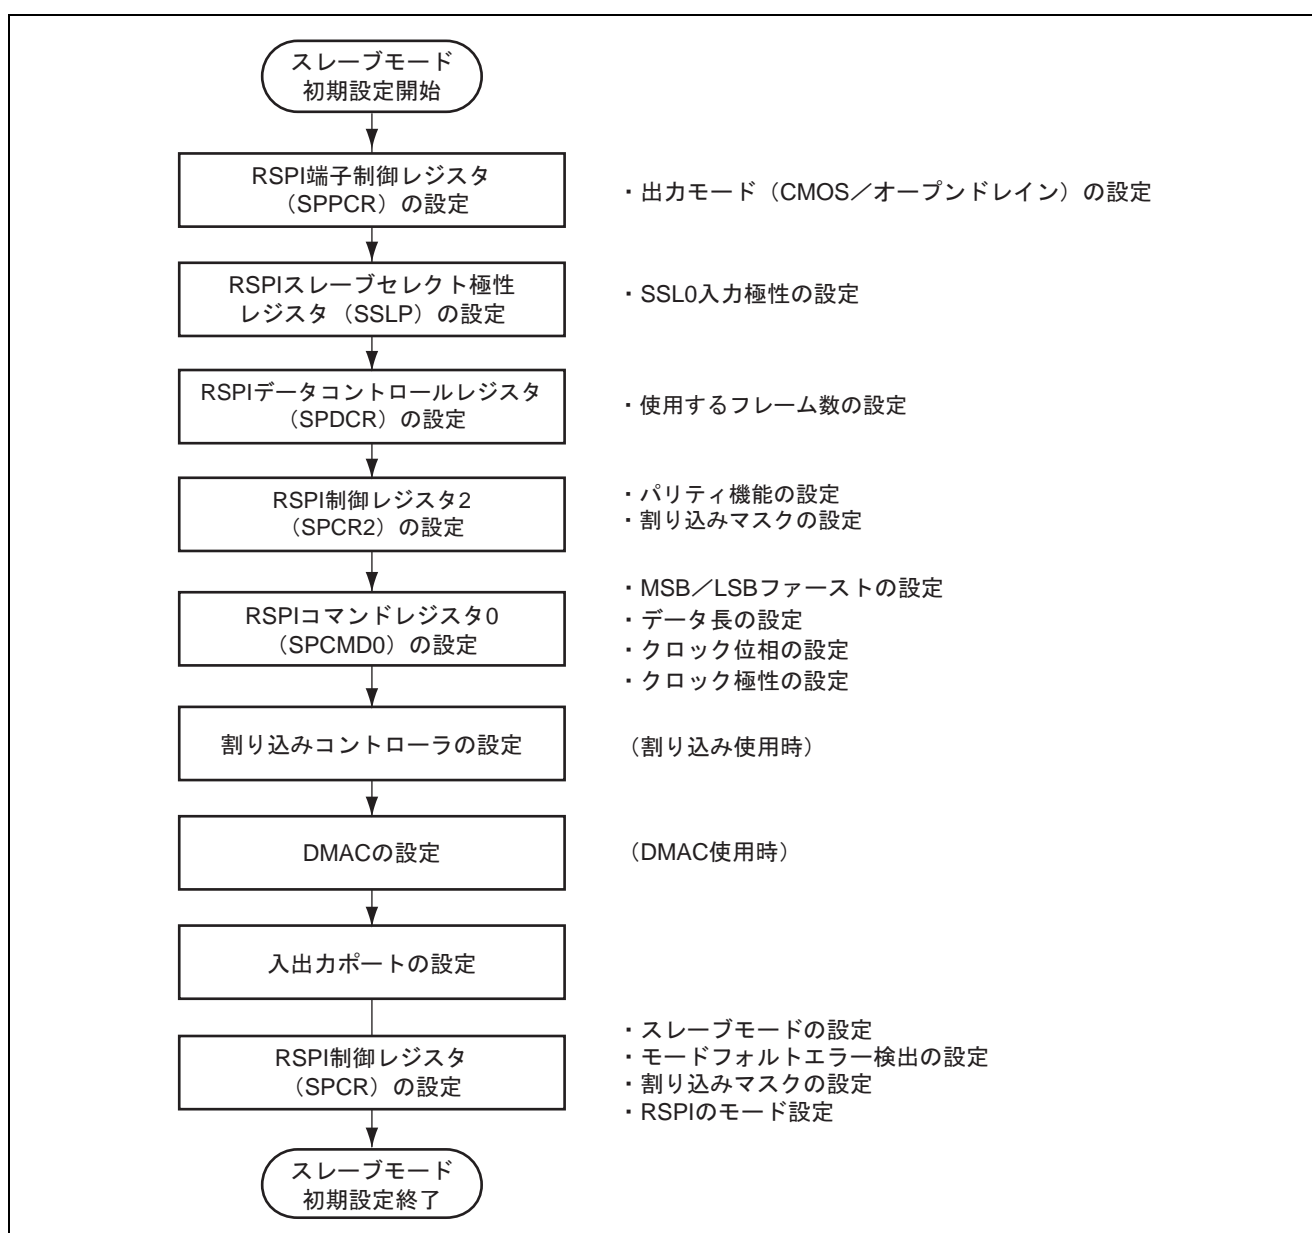 スレーブモード
初期設定開始
RSPI端子制御レジスタ
（SPPCR）の設定
・出力モード（CMOS／オープンドレイン）の設定
RSPIスレーブセレクト極性
レジスタ（SSLP）の設定
・SSL0入力極性の設定
RSPIデータコントロールレジスタ
（SPDCR）の設定
・使用するフレーム数の設定
RSPI制御レジスタ2
（SPCR2）の設定
・パリティ機能の設定
・割り込みマスクの設定
RSPIコマンドレジスタ0
（SPCMD0）の設定
・MSB／LSBファーストの設定
・データ長の設定
・クロック位相の設定
・クロック極性の設定
割り込みコントローラの設定
（割り込み使用時）
DMACの設定
（DMAC使用時）
入出力ポートの設定
RSPI制御レジスタ
（SPCR）の設定
・スレーブモードの設定
・モードフォルトエラー検出の設定
・割り込みマスクの設定
・RSPIのモード設定
スレーブモード
初期設定終了